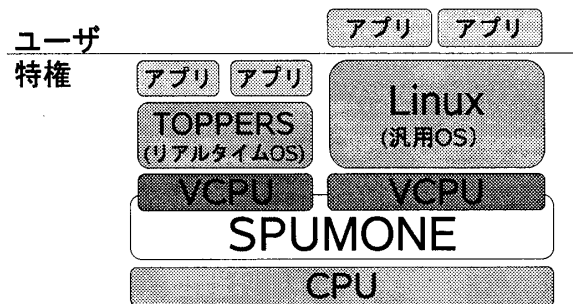 アプリ アプリ
ユーザ
特権
アプリ アプリ
Linux
(汎用OS)
TOPPERS
(リアルタイムOS)
VCPU VCPU
SPUMONE
CPU